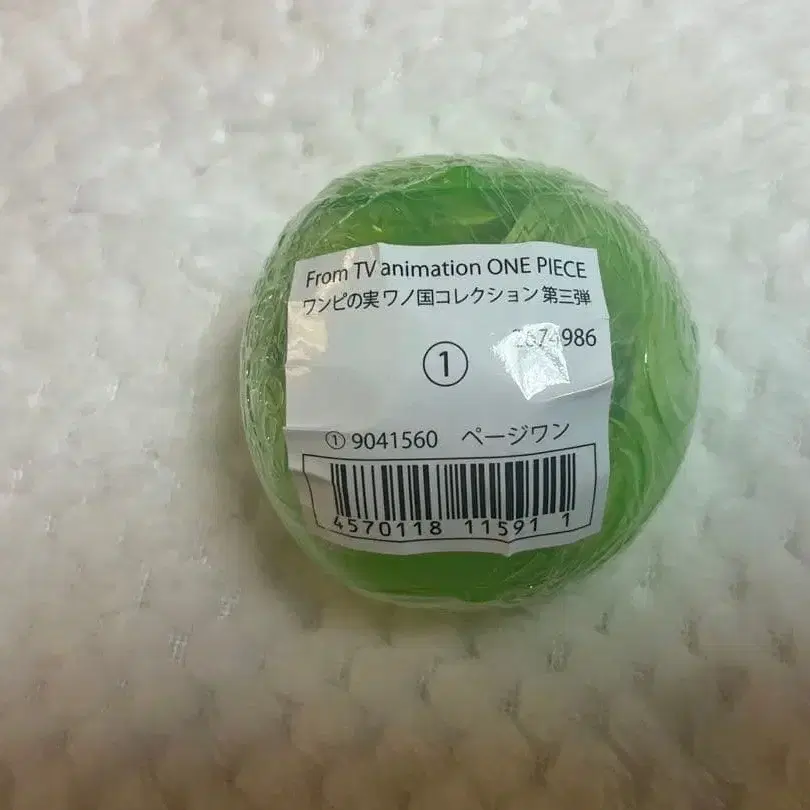 From TV animation ONE PIECE
ワンピの実 ワノ国コレクション 第三弾
2674986
①
① 9041560 ページワン
4570118 11591 1